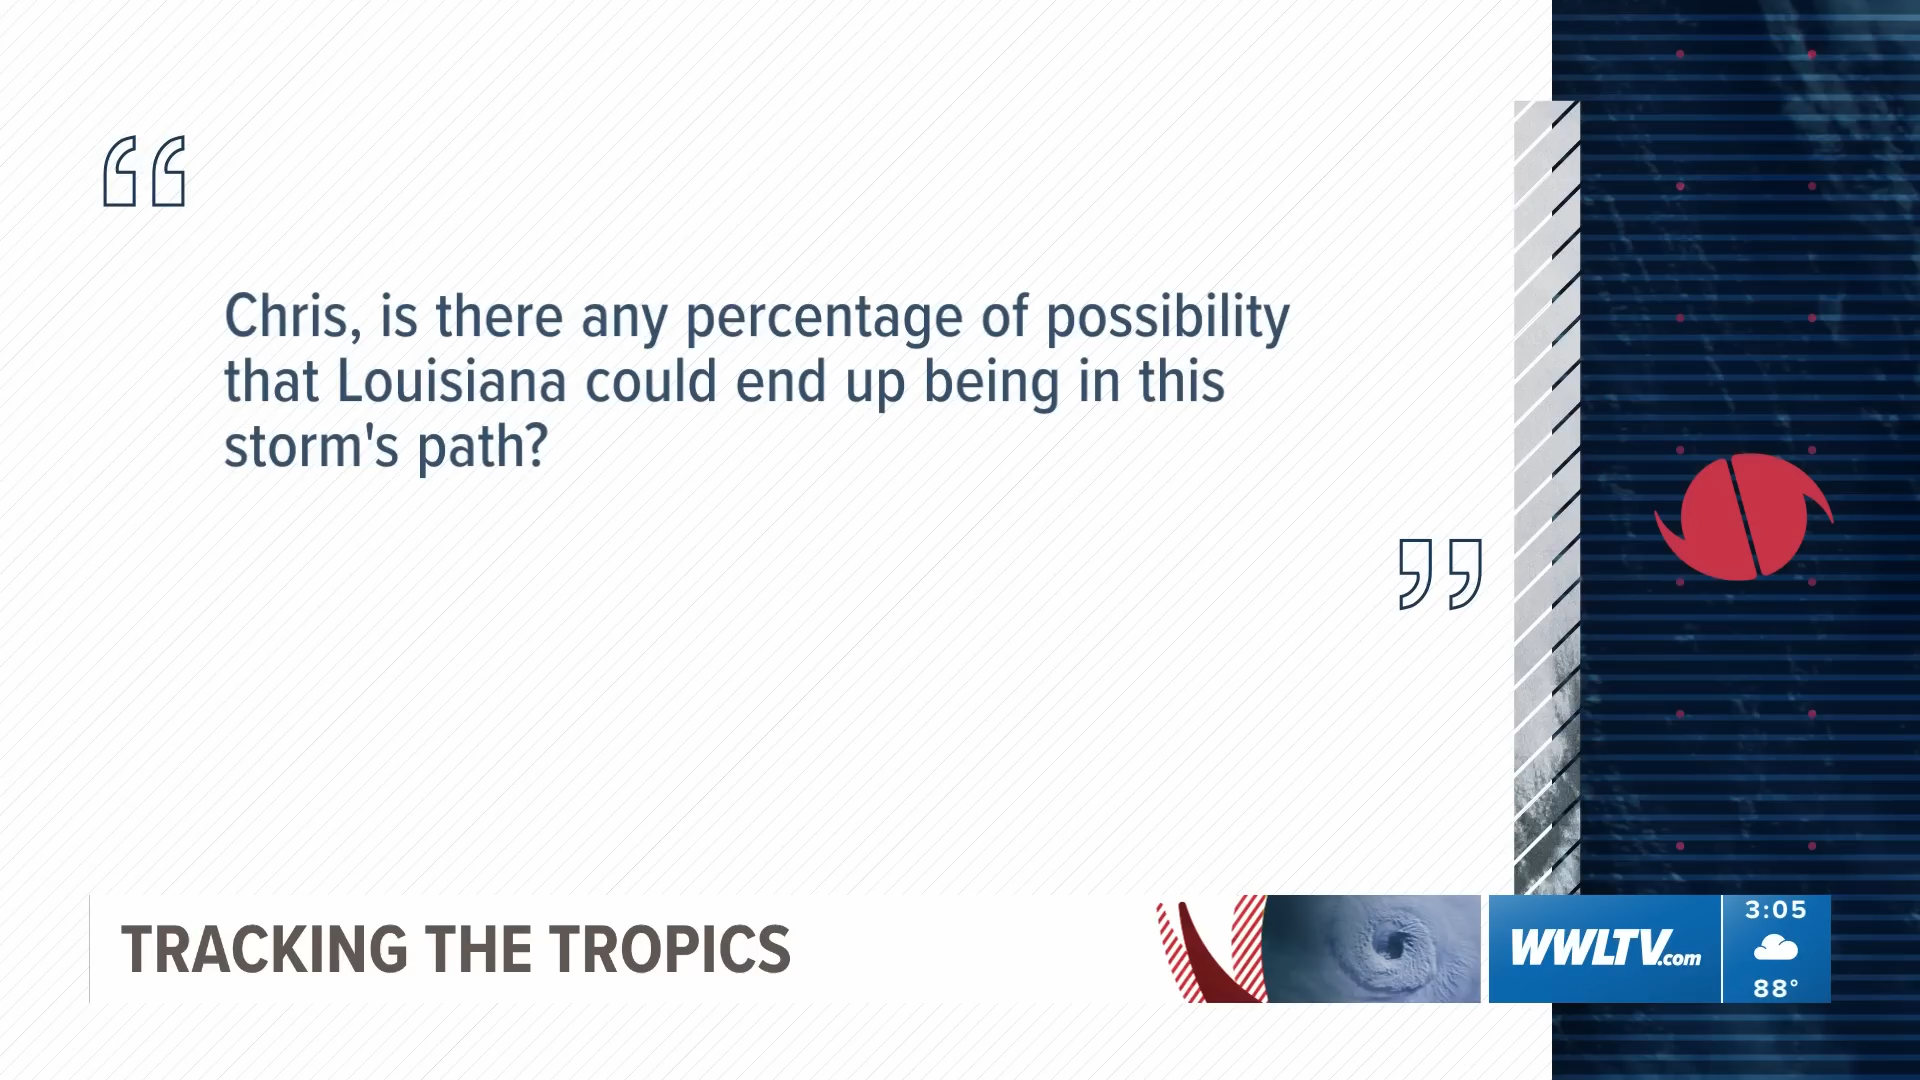 “
Chris, is there any percentage of possibility
that Louisiana could end up being in this
storm's path?
”
TRACKING THE TROPICS
WWLTV.com
3:05
88°